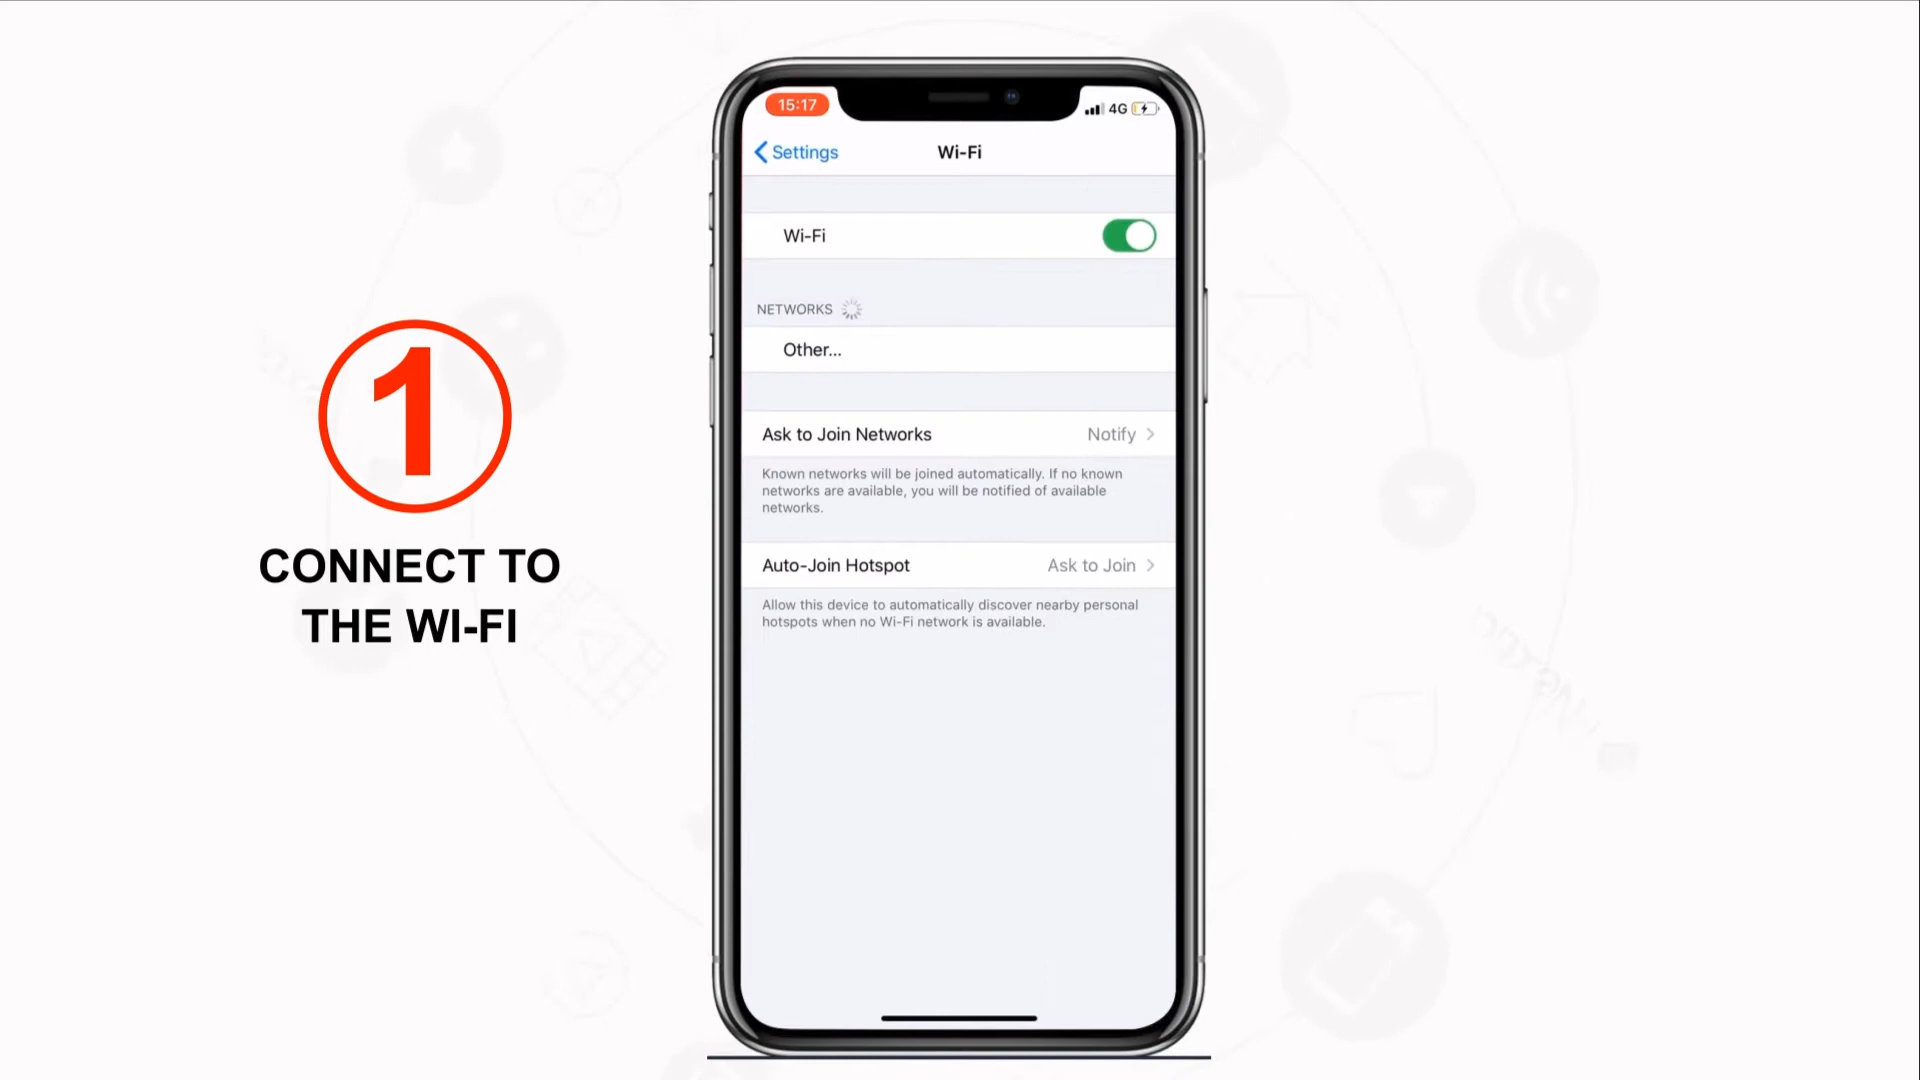 1
CONNECT TO
THE WI-FI
15:17
4G
Settings
Wi-Fi
Wi-Fi
NETWORKS
Other...
Ask to Join Networks
Notify
Known networks will be joined automatically. If no known
networks are available, you will be notified of available
networks.
Auto-Join Hotspot
Ask to Join
Allow this device to automatically discover nearby personal
hotspots when no Wi-Fi network is available.